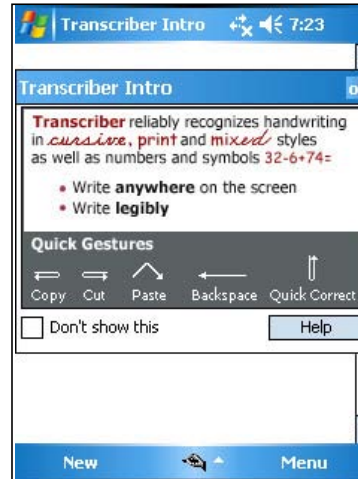 Transcriber Intro 7:23
Transcriber Intro
Transcriber reliably recognizes handwriting
in cursive, print and mixed styles
as well as numbers and symbols 32-6+74=
• Write anywhere on the screen
• Write legibly
Quick Gestures
Copy Cut Paste Backspace Quick Correct
Don't show this Help
New Menu